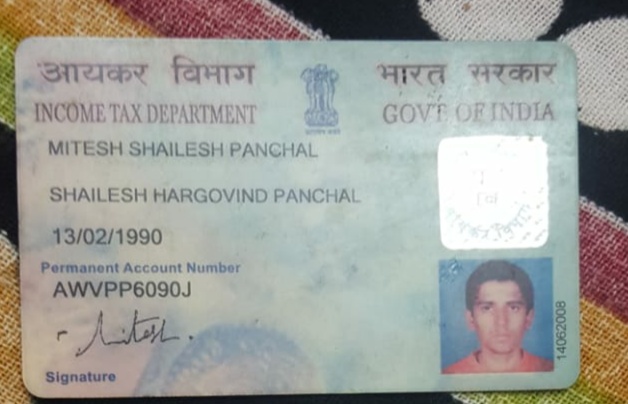 आयकर विभाग भारत सरकार
INCOME TAX DEPARTMENT GOVT OF INDIA
MITESH SHAILESH PANCHAL
SHAILESH HARGOVIND PANCHAL
13/02/1990
Permanent Account Number
AWVPP6090J
Mitesh.
Signature
14062008